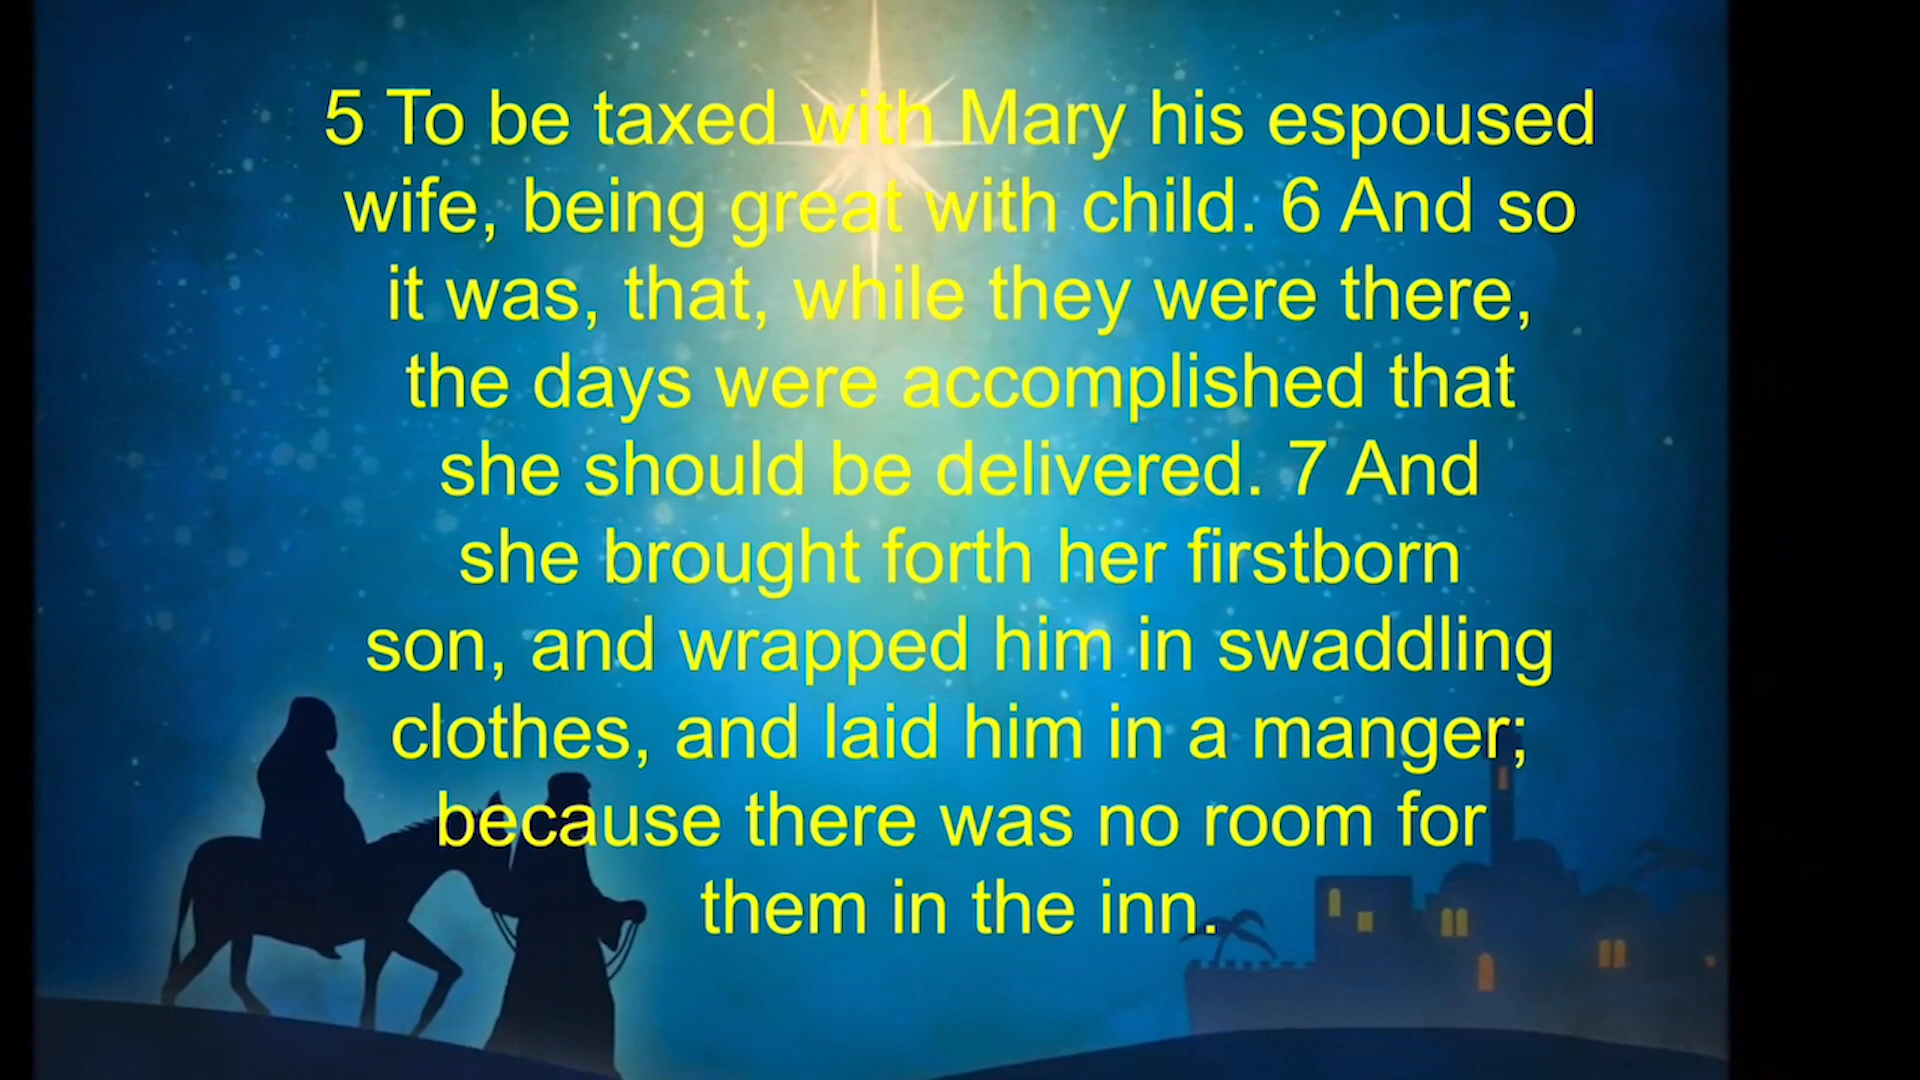 5 To be taxed with Mary his espoused
wife, being great with child. 6 And so
it was, that, while they were there,
the days were accomplished that
she should be delivered. 7 And
she brought forth her firstborn
son, and wrapped him in swaddling
clothes, and laid him in a manger;
because there was no room for
them in the inn.